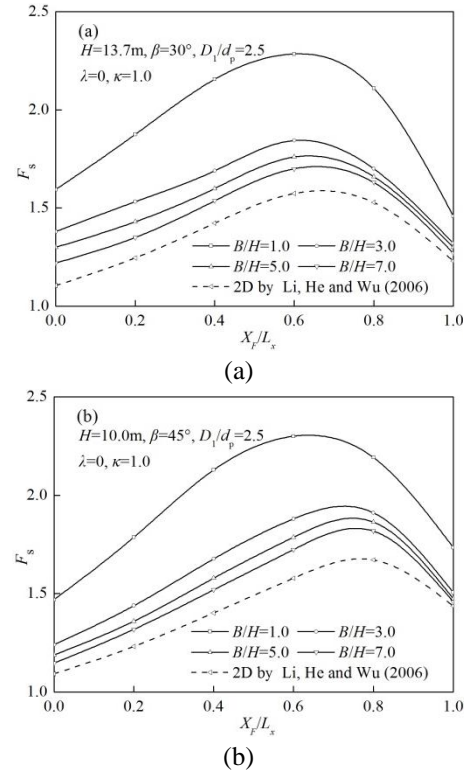 (a)
H=13.7m, β=30°, D₁/dₚ=2.5
λ=0, κ=1.0
2.5
2.0
1.5
1.0
Fₛ
B/H=1.0 B/H=3.0
B/H=5.0 B/H=7.0
2D by Li, He and Wu (2006)
0.0 0.2 0.4 0.6 0.8 1.0
X_F/Lₓ
(a)
(b)
H=10.0m, β=45°, D₁/dₚ=2.5
λ=0, κ=1.0
2.5
2.0
1.5
1.0
Fₛ
B/H=1.0 B/H=3.0
B/H=5.0 B/H=7.0
2D by Li, He and Wu (2006)
0.0 0.2 0.4 0.6 0.8 1.0
X_F/Lₓ
(b)